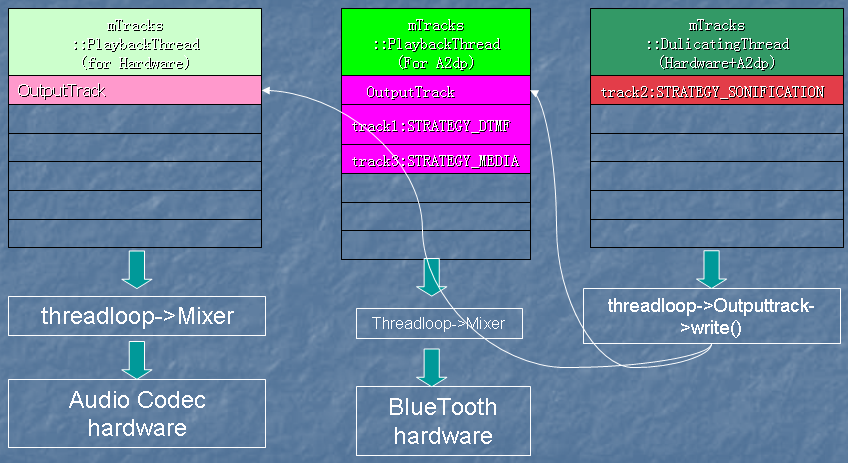 mTracks
::PlaybackThread
(for Hardware)
OutputTrack
threadloop->Mixer
Audio Codec
hardware
mTracks
::PlaybackThread
(For A2dp)
OutputTrack
track1:STRATEGY_DTMF
track3:STRATEGY_MEDIA
Threadloop->Mixer
BlueTooth
hardware
mTracks
::DulicatingThread
(Hardware+A2dp)
track2:STRATEGY_SONIFICATION
threadloop->Outputtrack-
>write()